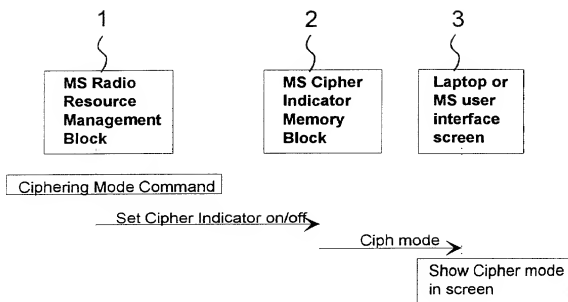 1 2 3
MS Radio
Resource
Management
Block
MS Cipher
Indicator
Memory
Block
Laptop or
MS user
interface
screen
Ciphering Mode Command
Set Cipher Indicator on/off
Ciph mode
Show Cipher mode
in screen